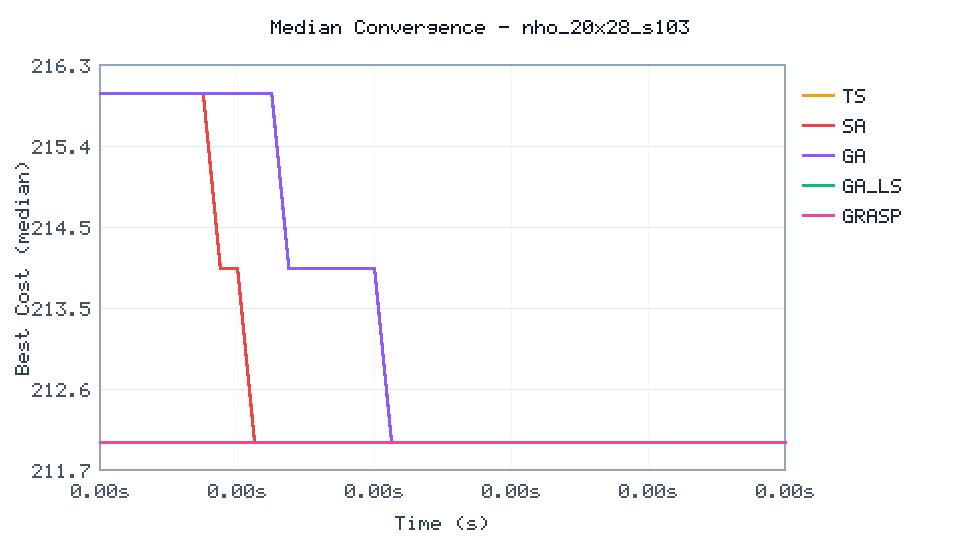 Median Convergence - nho_20x28_s103
216.3
215.4
214.5
213.5
212.6
211.7
Best Cost (median)
0.00s 0.00s 0.00s 0.00s 0.00s 0.00s
Time (s)
TS
SA
GA
GA_LS
GRASP